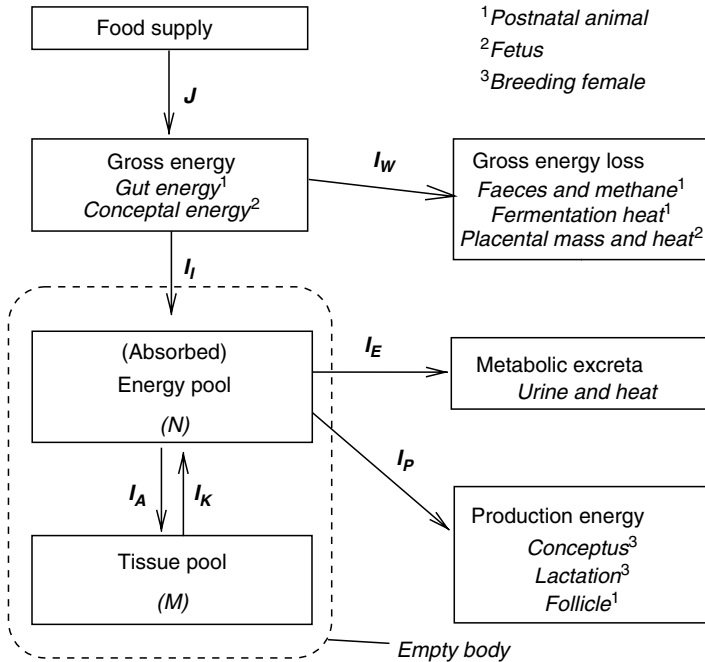 Food supply
¹Postnatal animal
²Fetus
³Breeding female
J
Gross energy
Gut energy¹
Conceptal energy²
I_W
Gross energy loss
Faeces and methane¹
Fermentation heat¹
Placental mass and heat²
I_I
(Absorbed)
Energy pool
(N)
I_E
Metabolic excreta
Urine and heat
I_P
I_A
I_K
Production energy
Conceptus³
Lactation³
Follicle¹
Tissue pool
(M)
Empty body